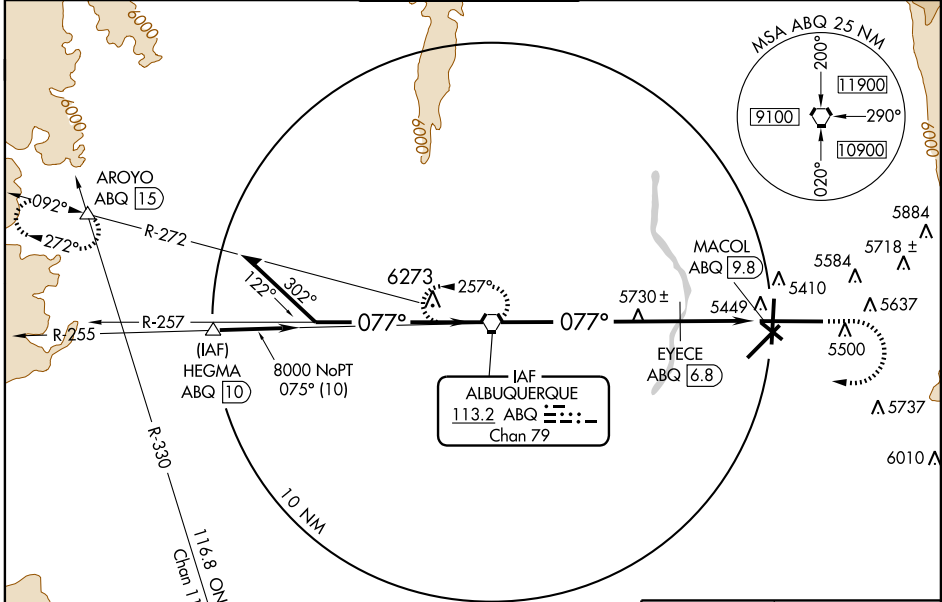 6000
6000
6000
MSA ABQ 25 NM
200°
11900
9100
290°
10900
020°
AROYO
ABQ 15
092°
272°
R-272
122°
302°
6273
257°
5730 ±
MACOL
ABQ 9.8
5449
5410
5584
5718 ±
5884
5637
5500
5737
6010
R-257
R-255
077°
077°
(IAF)
HEGMA
ABQ 10
8000 NoPT
075° (10)
EYECE
ABQ 6.8
IAF
ALBUQUERQUE
113.2 ABQ
Chan 79
R-330
10 NM
116.8 ON
Chan 11